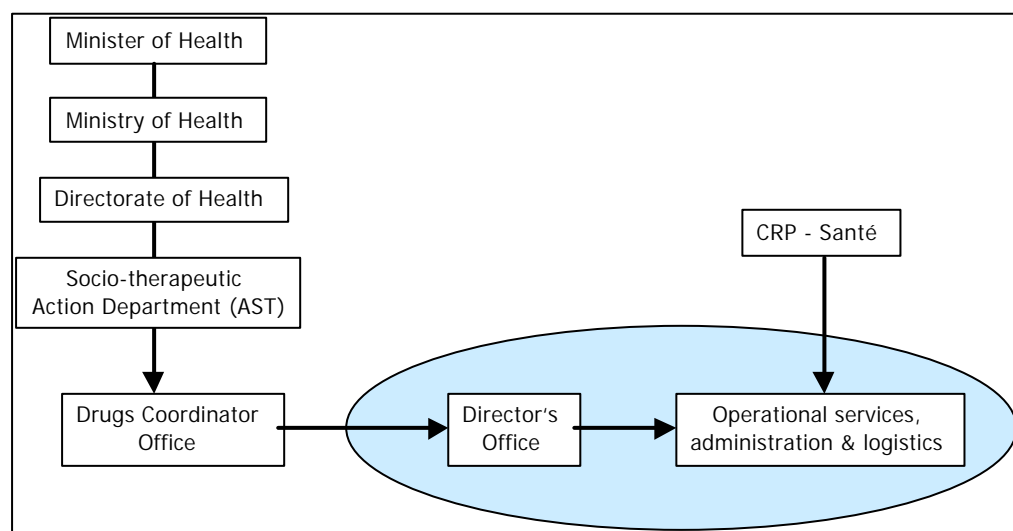 Minister of Health
Ministry of Health
Directorate of Health
CRP - Santé
Socio-therapeutic
Action Department (AST)
Drugs Coordinator
Office
Director's
Office
Operational services,
administration & logistics